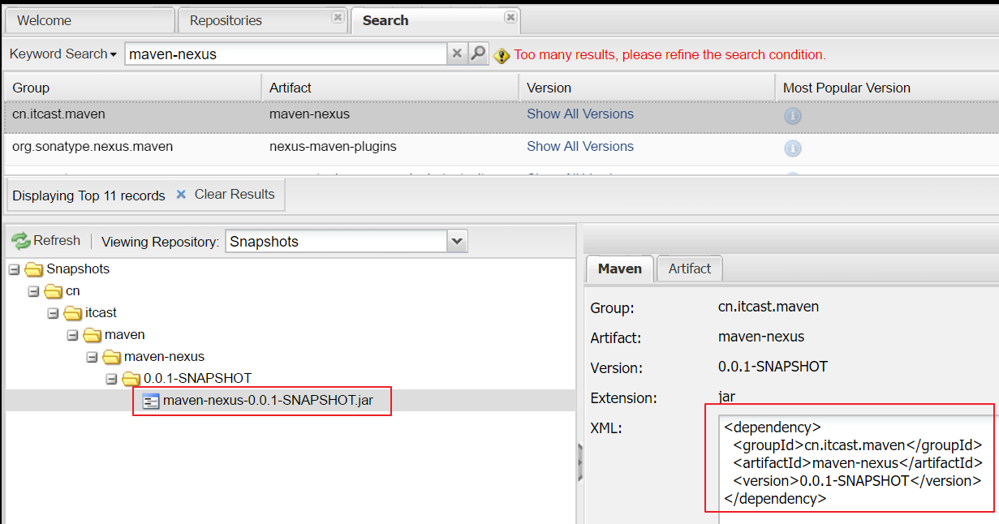 Welcome
Repositories
Search
Keyword Search
maven-nexus
Too many results, please refine the search condition.
Group
Artifact
Version
Most Popular Version
cn.itcast.maven
maven-nexus
Show All Versions
org.sonatype.nexus.maven
nexus-maven-plugins
Show All Versions
Displaying Top 11 records
Clear Results
Refresh
Viewing Repository:
Snapshots
Snapshots
cn
itcast
maven
maven-nexus
0.0.1-SNAPSHOT
maven-nexus-0.0.1-SNAPSHOT.jar
Maven
Artifact
Group:
cn.itcast.maven
Artifact:
maven-nexus
Version:
0.0.1-SNAPSHOT
Extension:
jar
XML:
<dependency>
<groupId>cn.itcast.maven</groupId>
<artifactId>maven-nexus</artifactId>
<version>0.0.1-SNAPSHOT</version>
</dependency>